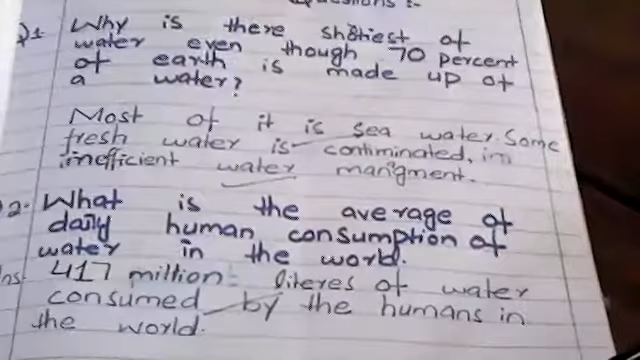 Questions :-
Q1. Why is there shotiest of
water even though 70 percent
of earth is made up of
a water?
Most of it is sea water. Some
fresh water is contiminated, in
inefficient water mangment.
Q2. What is the average of
daily human consumption of
water in the world.
Ans 417 million literes of water
consumed by the humans in
the world.